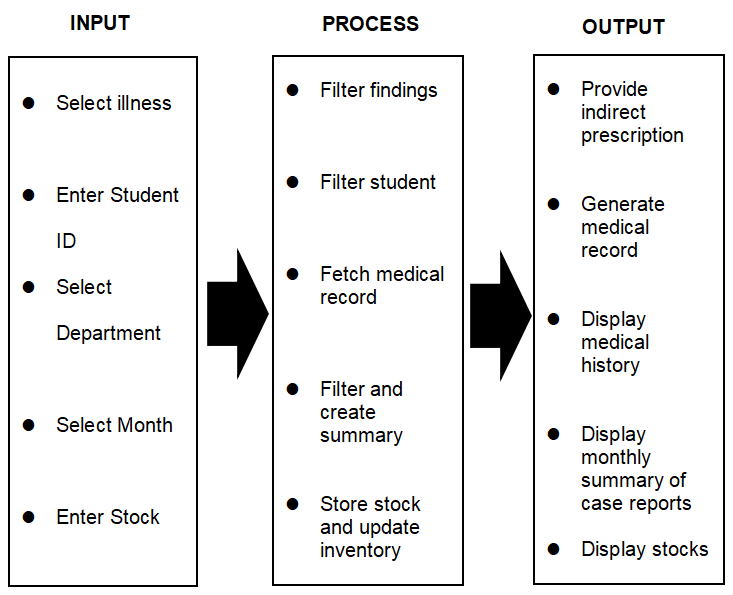 INPUT
PROCESS
OUTPUT
● Select illness
● Enter Student
ID
● Select
Department
● Select Month
● Enter Stock
● Filter findings
● Filter student
● Fetch medical
record
● Filter and
create
summary
● Store stock
and update
inventory
● Provide
indirect
prescription
● Generate
medical
record
● Display
medical
history
● Display
monthly
summary of
case reports
● Display stocks